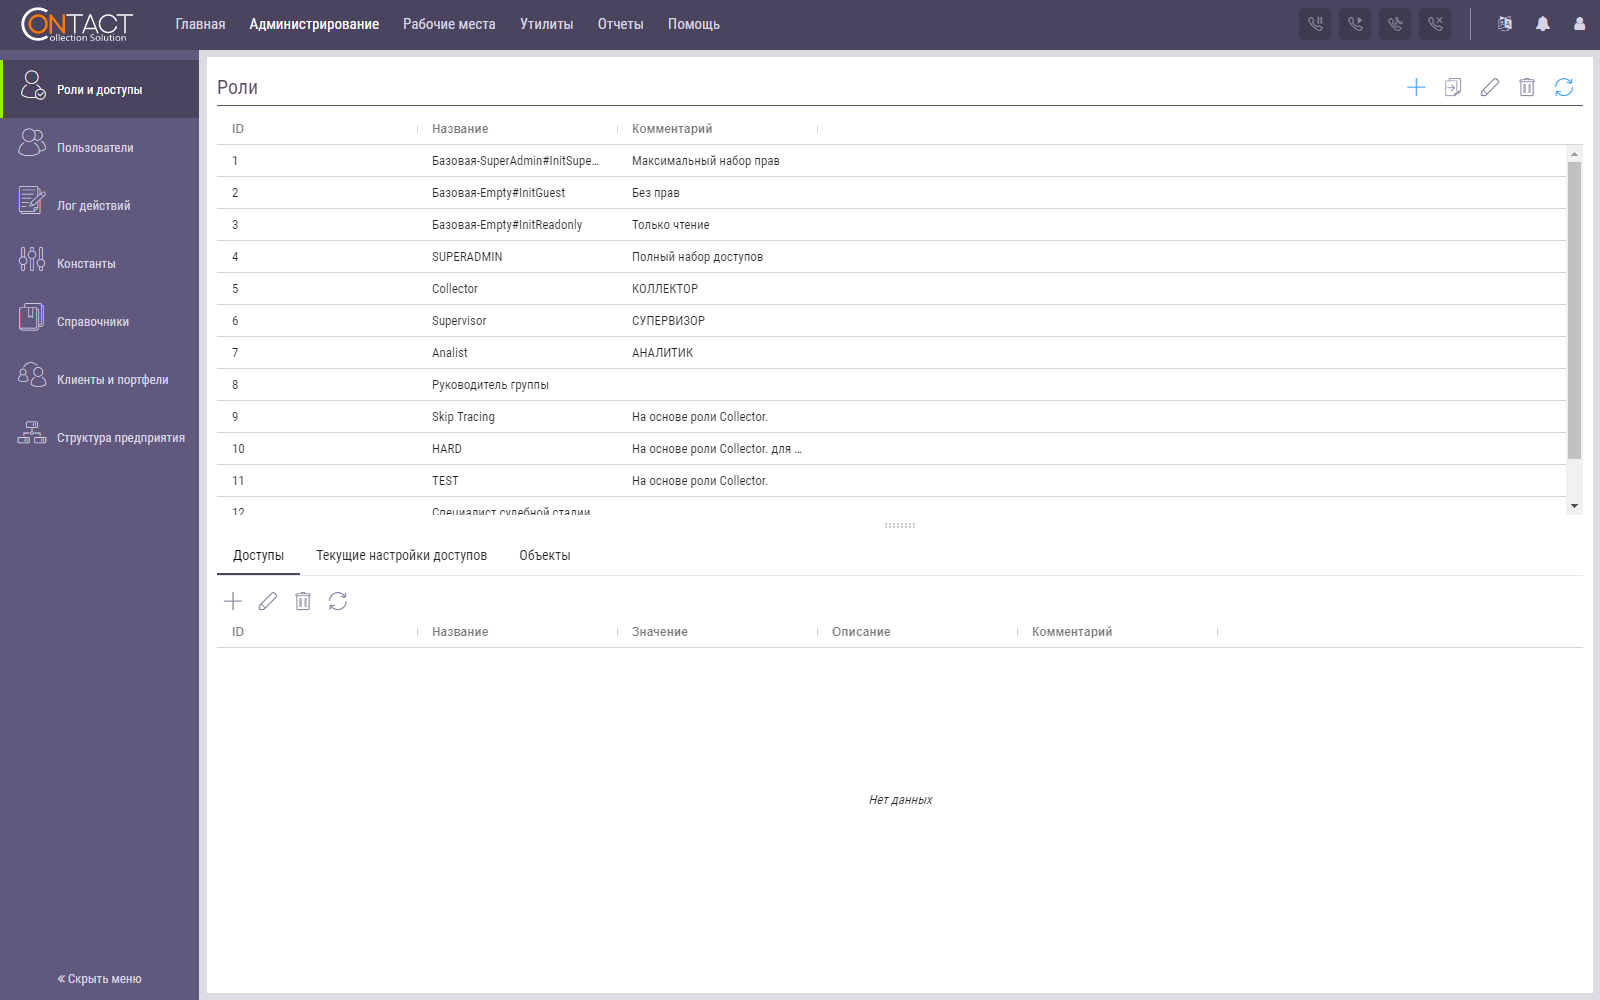 CONTACT
ollection Solution
Главная Администрирование Рабочие места Утилиты Отчеты Помощь
Роли и доступы
Пользователи
Лог действий
Константы
Справочники
Клиенты и портфели
Структура предприятия
« Скрыть меню
Роли
ID Название Комментарий
1 Базовая-SuperAdmin#InitSupe... Максимальный набор прав
2 Базовая-Empty#InitGuest Без прав
3 Базовая-Empty#InitReadonly Только чтение
4 SUPERADMIN Полный набор доступов
5 Collector КОЛЛЕКТОР
6 Supervisor СУПЕРВИЗОР
7 Analist АНАЛИТИК
8 Руководитель группы
9 Skip Tracing На основе роли Collector.
10 HARD На основе роли Collector. для ...
11 TEST На основе роли Collector.
12 Специалист судебной стадии
Доступы Текущие настройки доступов Объекты
ID Название Значение Описание Комментарий
Нет данных